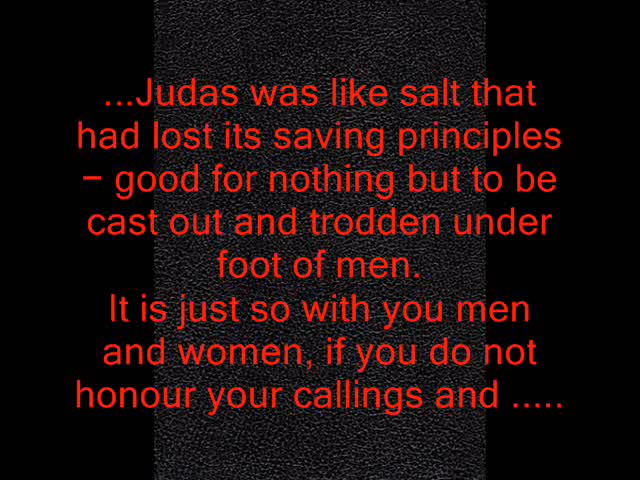 ...Judas was like salt that
had lost its saving principles
– good for nothing but to be
cast out and trodden under
foot of men.
It is just so with you men
and women, if you do not
honour your callings and .....